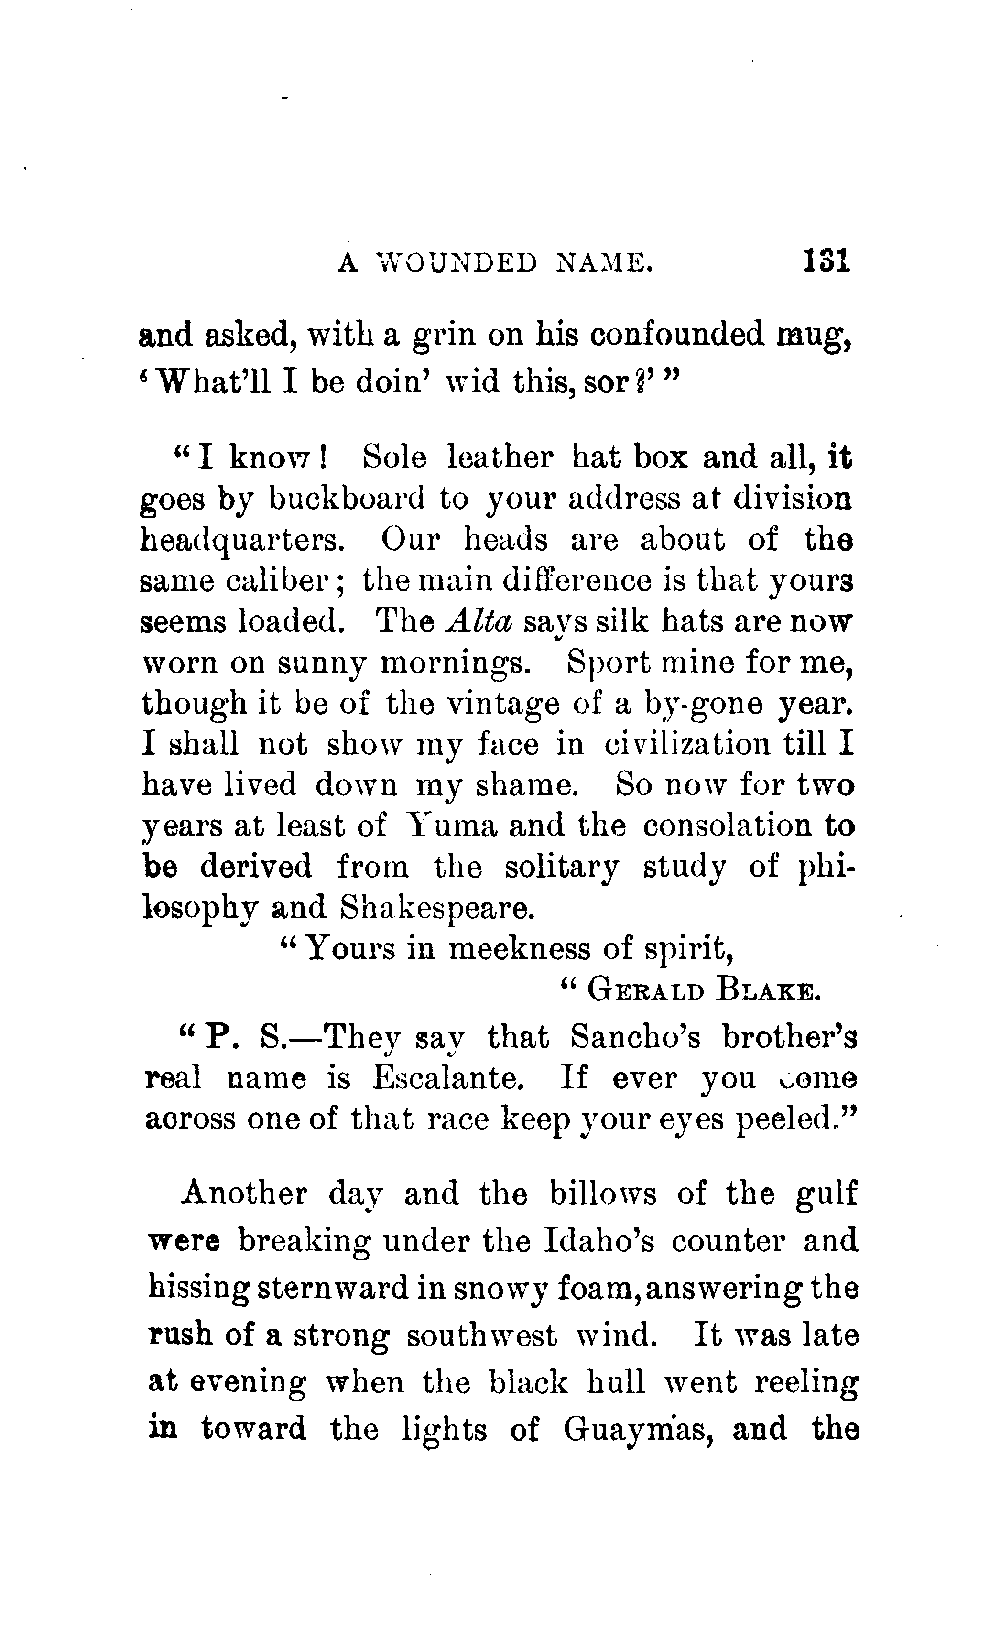 A WOUNDED NAME. 131
and asked, with a grin on his confounded mug,
‘What'll I be doin' wid this, sor?’”
“I know! Sole leather hat box and all, it
goes by buckboard to your address at division
headquarters. Our heads are about of the
same caliber; the main difference is that yours
seems loaded. The Alta says silk hats are now
worn on sunny mornings. Sport mine for me,
though it be of the vintage of a by-gone year.
I shall not show my face in civilization till I
have lived down my shame. So now for two
years at least of Yuma and the consolation to
be derived from the solitary study of phi-
losophy and Shakespeare.
“Yours in meekness of spirit,
“GERALD BLAKE.
“P. S.—They say that Sancho's brother's
real name is Escalante. If ever you come
across one of that race keep your eyes peeled.”
Another day and the billows of the gulf
were breaking under the Idaho's counter and
hissing sternward in snowy foam, answering the
rush of a strong southwest wind. It was late
at evening when the black hull went reeling
in toward the lights of Guaymas, and the